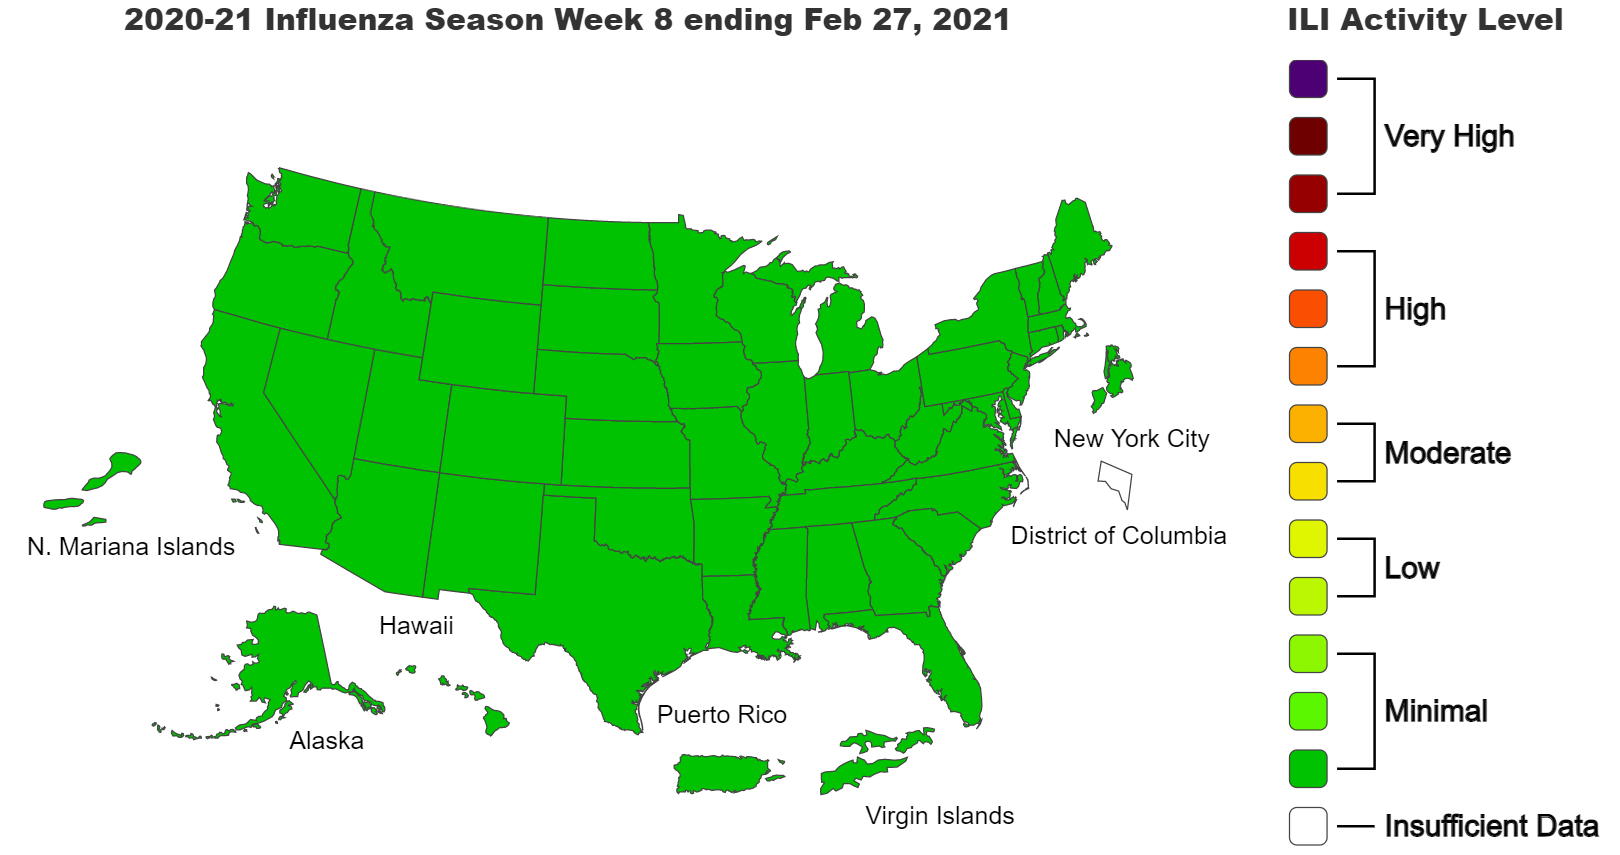 2020-21 Influenza Season Week 8 ending Feb 27, 2021
ILI Activity Level
Very High
High
Moderate
Low
Minimal
Insufficient Data
New York City
District of Columbia
N. Mariana Islands
Hawaii
Alaska
Puerto Rico
Virgin Islands